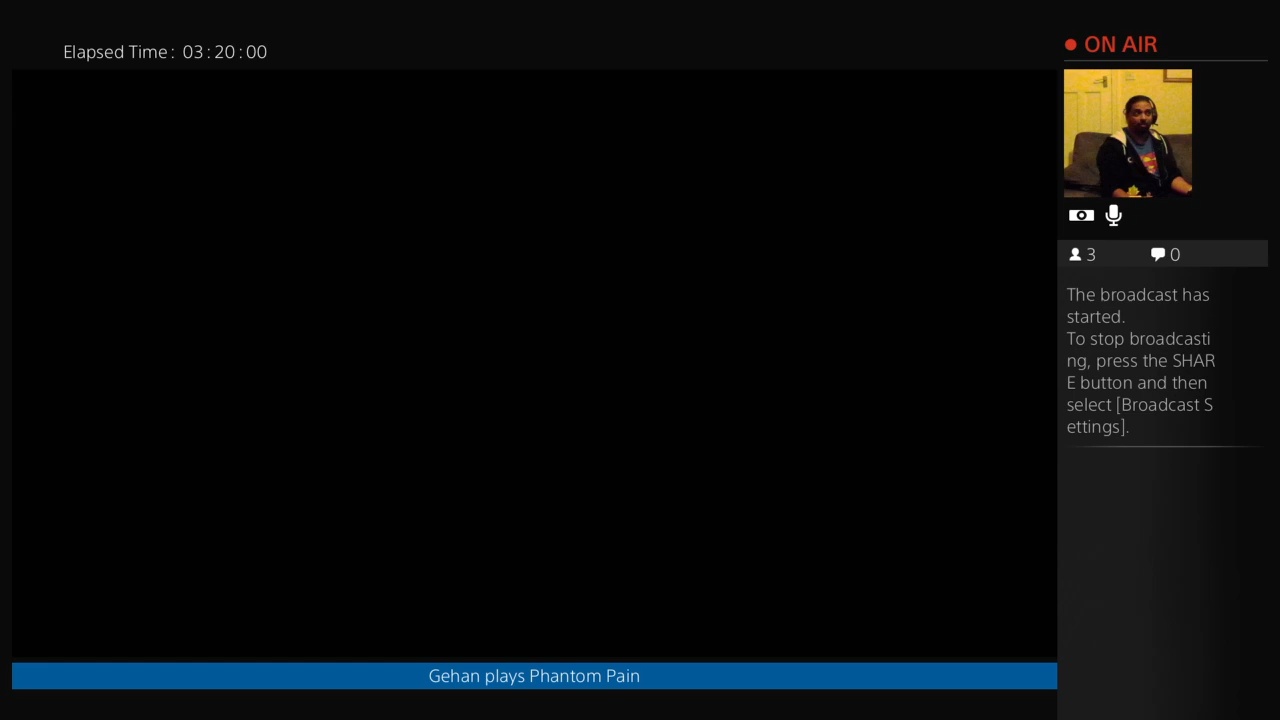 Elapsed Time: 03:20:00
ON AIR
3
0
The broadcast has
started.
To stop broadcasti
ng, press the SHAR
E button and then
select [Broadcast S
ettings].
Gehan plays Phantom Pain